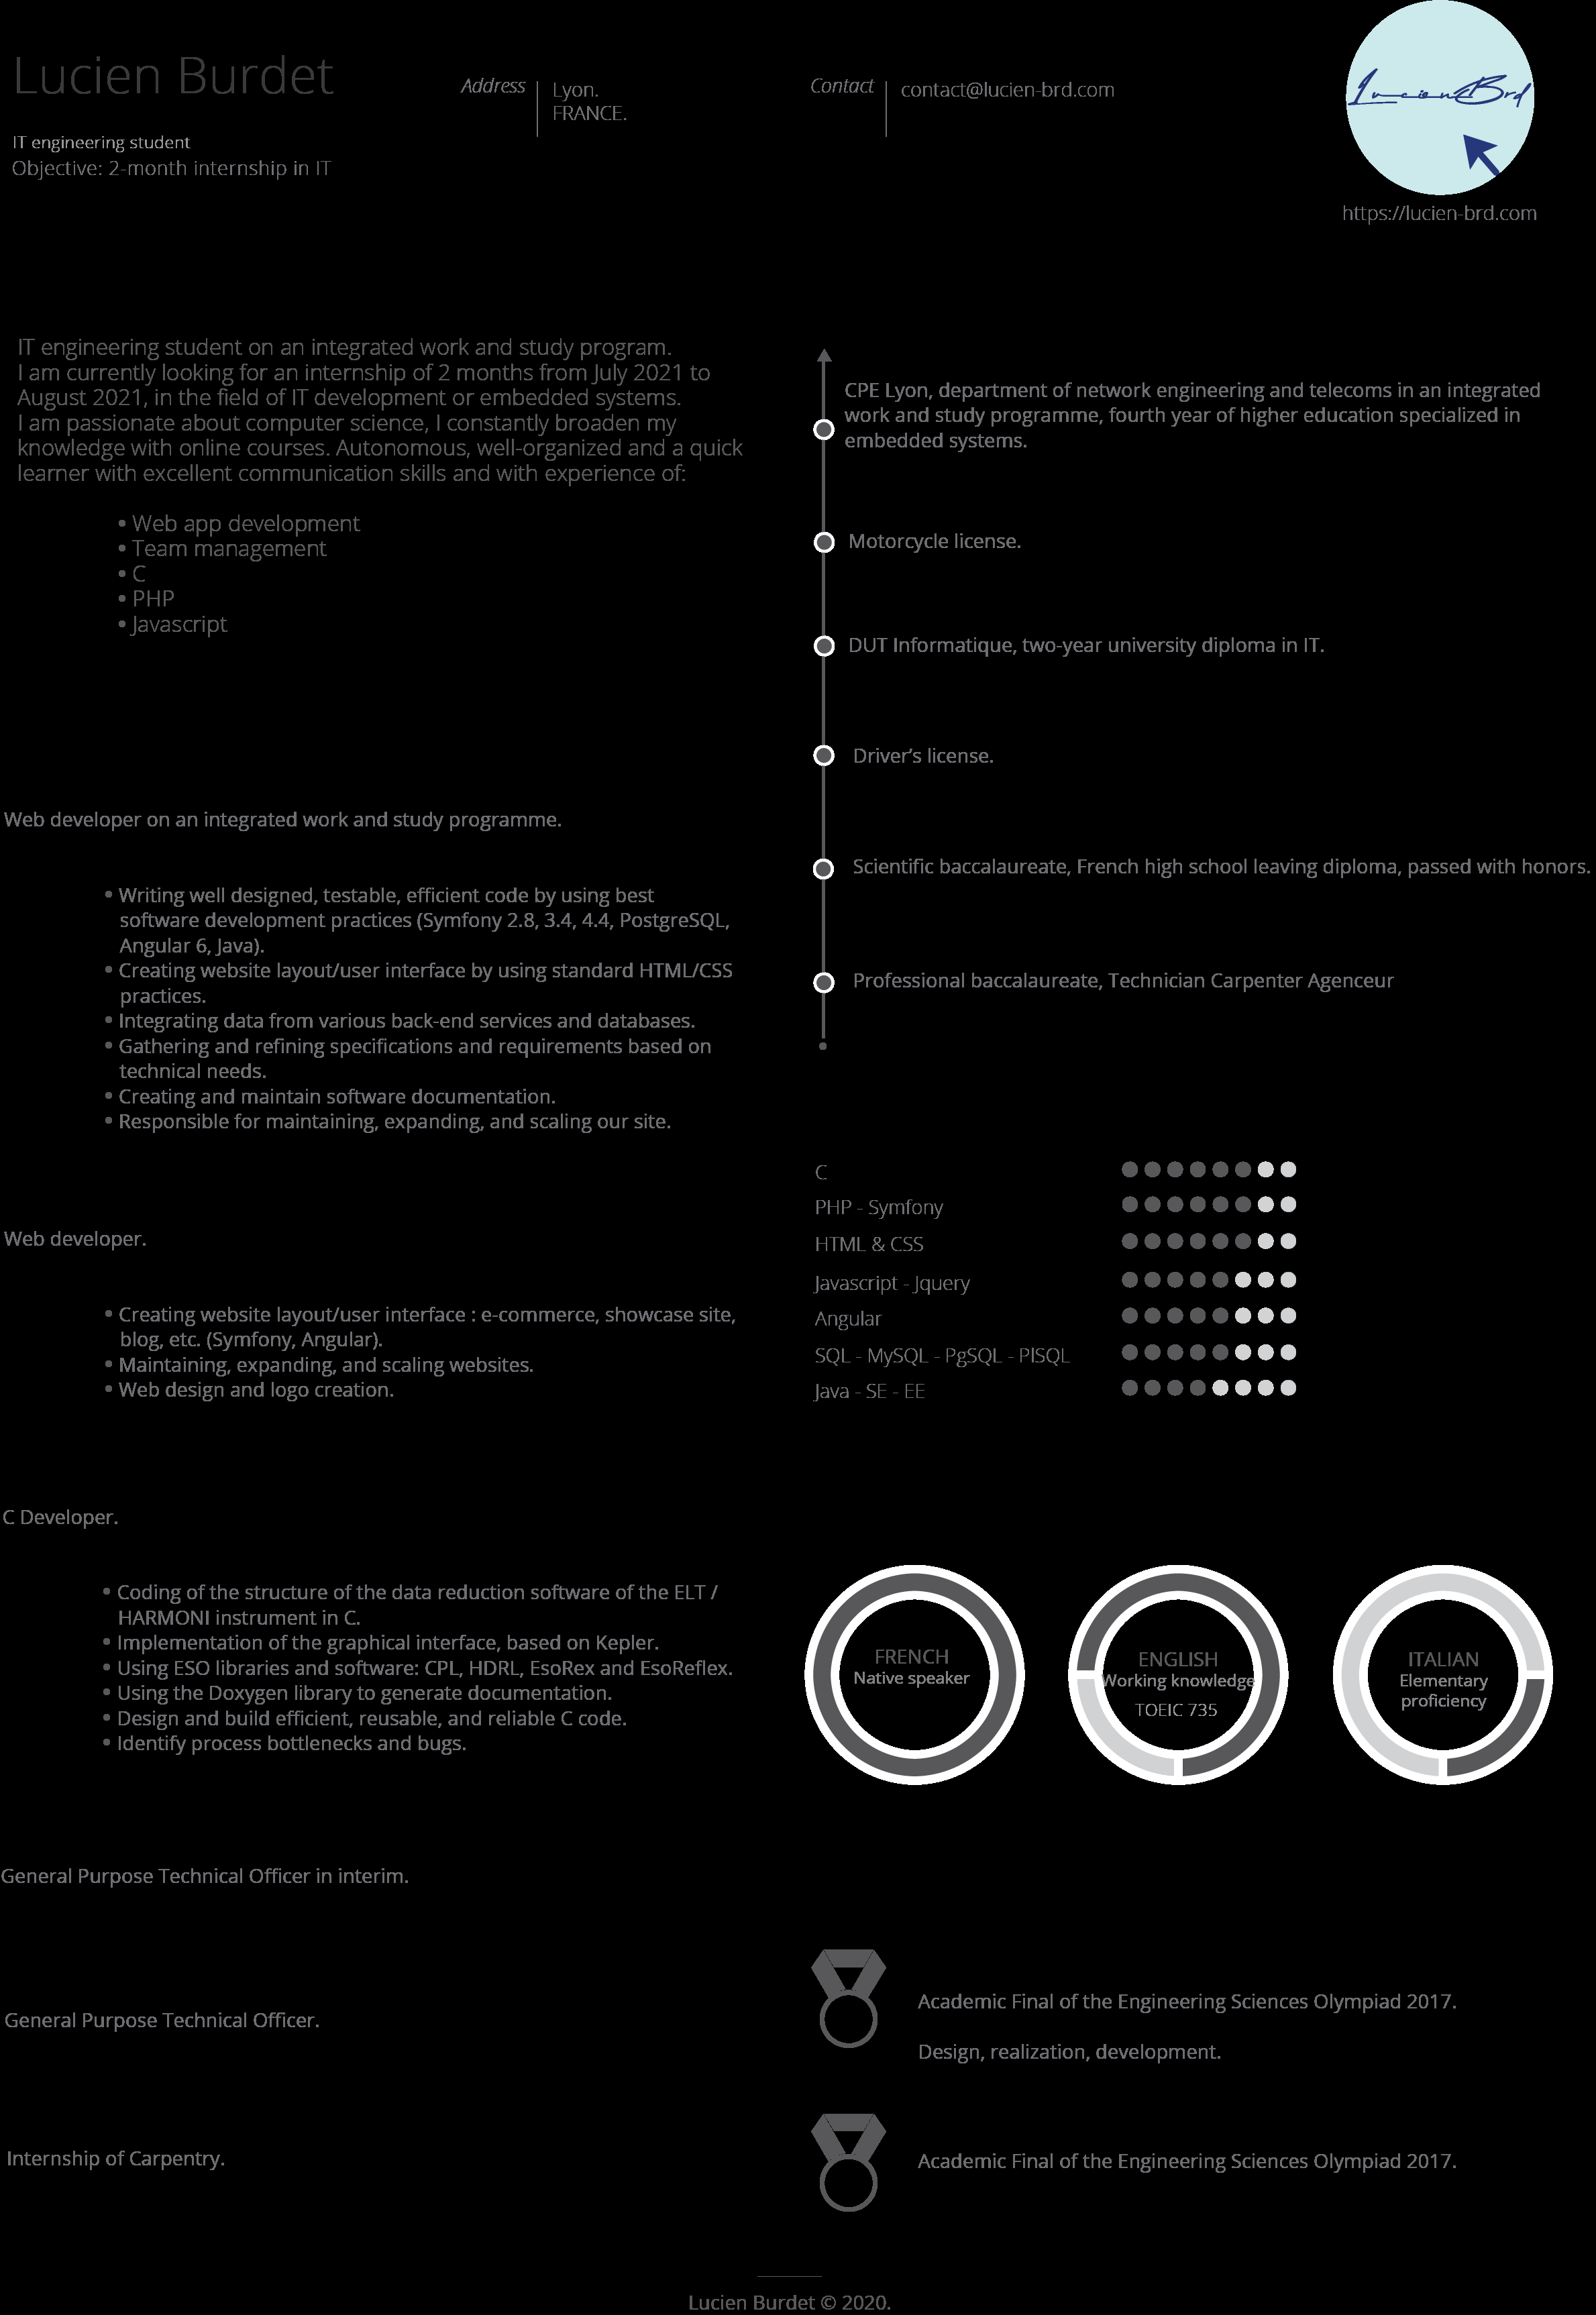 Lucien Burdet
IT engineering student
Objective: 2-month internship in IT
Address
Lyon.
FRANCE.
Contact
contact@lucien-brd.com
Lucien Brd
https://lucien-brd.com
IT engineering student on an integrated work and study program.
I am currently looking for an internship of 2 months from July 2021 to
August 2021, in the field of IT development or embedded systems.
I am passionate about computer science, I constantly broaden my
knowledge with online courses. Autonomous, well-organized and a quick
learner with excellent communication skills and with experience of:
• Web app development
• Team management
• C
• PHP
• Javascript
Web developer on an integrated work and study programme.
• Writing well designed, testable, efficient code by using best
software development practices (Symfony 2.8, 3.4, 4.4, PostgreSQL,
Angular 6, Java).
• Creating website layout/user interface by using standard HTML/CSS
practices.
• Integrating data from various back-end services and databases.
• Gathering and refining specifications and requirements based on
technical needs.
• Creating and maintain software documentation.
• Responsible for maintaining, expanding, and scaling our site.
Web developer.
• Creating website layout/user interface : e-commerce, showcase site,
blog, etc. (Symfony, Angular).
• Maintaining, expanding, and scaling websites.
• Web design and logo creation.
C Developer.
• Coding of the structure of the data reduction software of the ELT /
HARMONI instrument in C.
• Implementation of the graphical interface, based on Kepler.
• Using ESO libraries and software: CPL, HDRL, EsoRex and EsoReflex.
• Using the Doxygen library to generate documentation.
• Design and build efficient, reusable, and reliable C code.
• Identify process bottlenecks and bugs.
General Purpose Technical Officer in interim.
General Purpose Technical Officer.
Internship of Carpentry.
CPE Lyon, department of network engineering and telecoms in an integrated
work and study programme, fourth year of higher education specialized in
embedded systems.
Motorcycle license.
DUT Informatique, two-year university diploma in IT.
Driver’s license.
Scientific baccalaureate, French high school leaving diploma, passed with honors.
Professional baccalaureate, Technician Carpenter Agenceur
C
PHP - Symfony
HTML & CSS
Javascript - Jquery
Angular
SQL - MySQL - PgSQL - PlSQL
Java - SE - EE
FRENCH
Native speaker
ENGLISH
Working knowledge
TOEIC 735
ITALIAN
Elementary
proficiency
Academic Final of the Engineering Sciences Olympiad 2017.
Design, realization, development.
Academic Final of the Engineering Sciences Olympiad 2017.
Lucien Burdet © 2020.